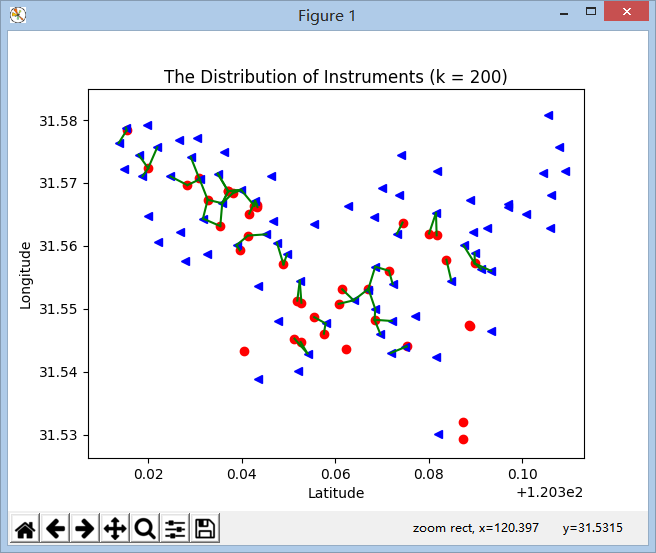 Figure 1
The Distribution of Instruments (k = 200)
31.58
31.57
31.56
31.55
31.54
31.53
Longitude
0.02 0.04 0.06 0.08 0.10
Latitude
+1.203e2
zoom rect, x=120.397 y=31.5315